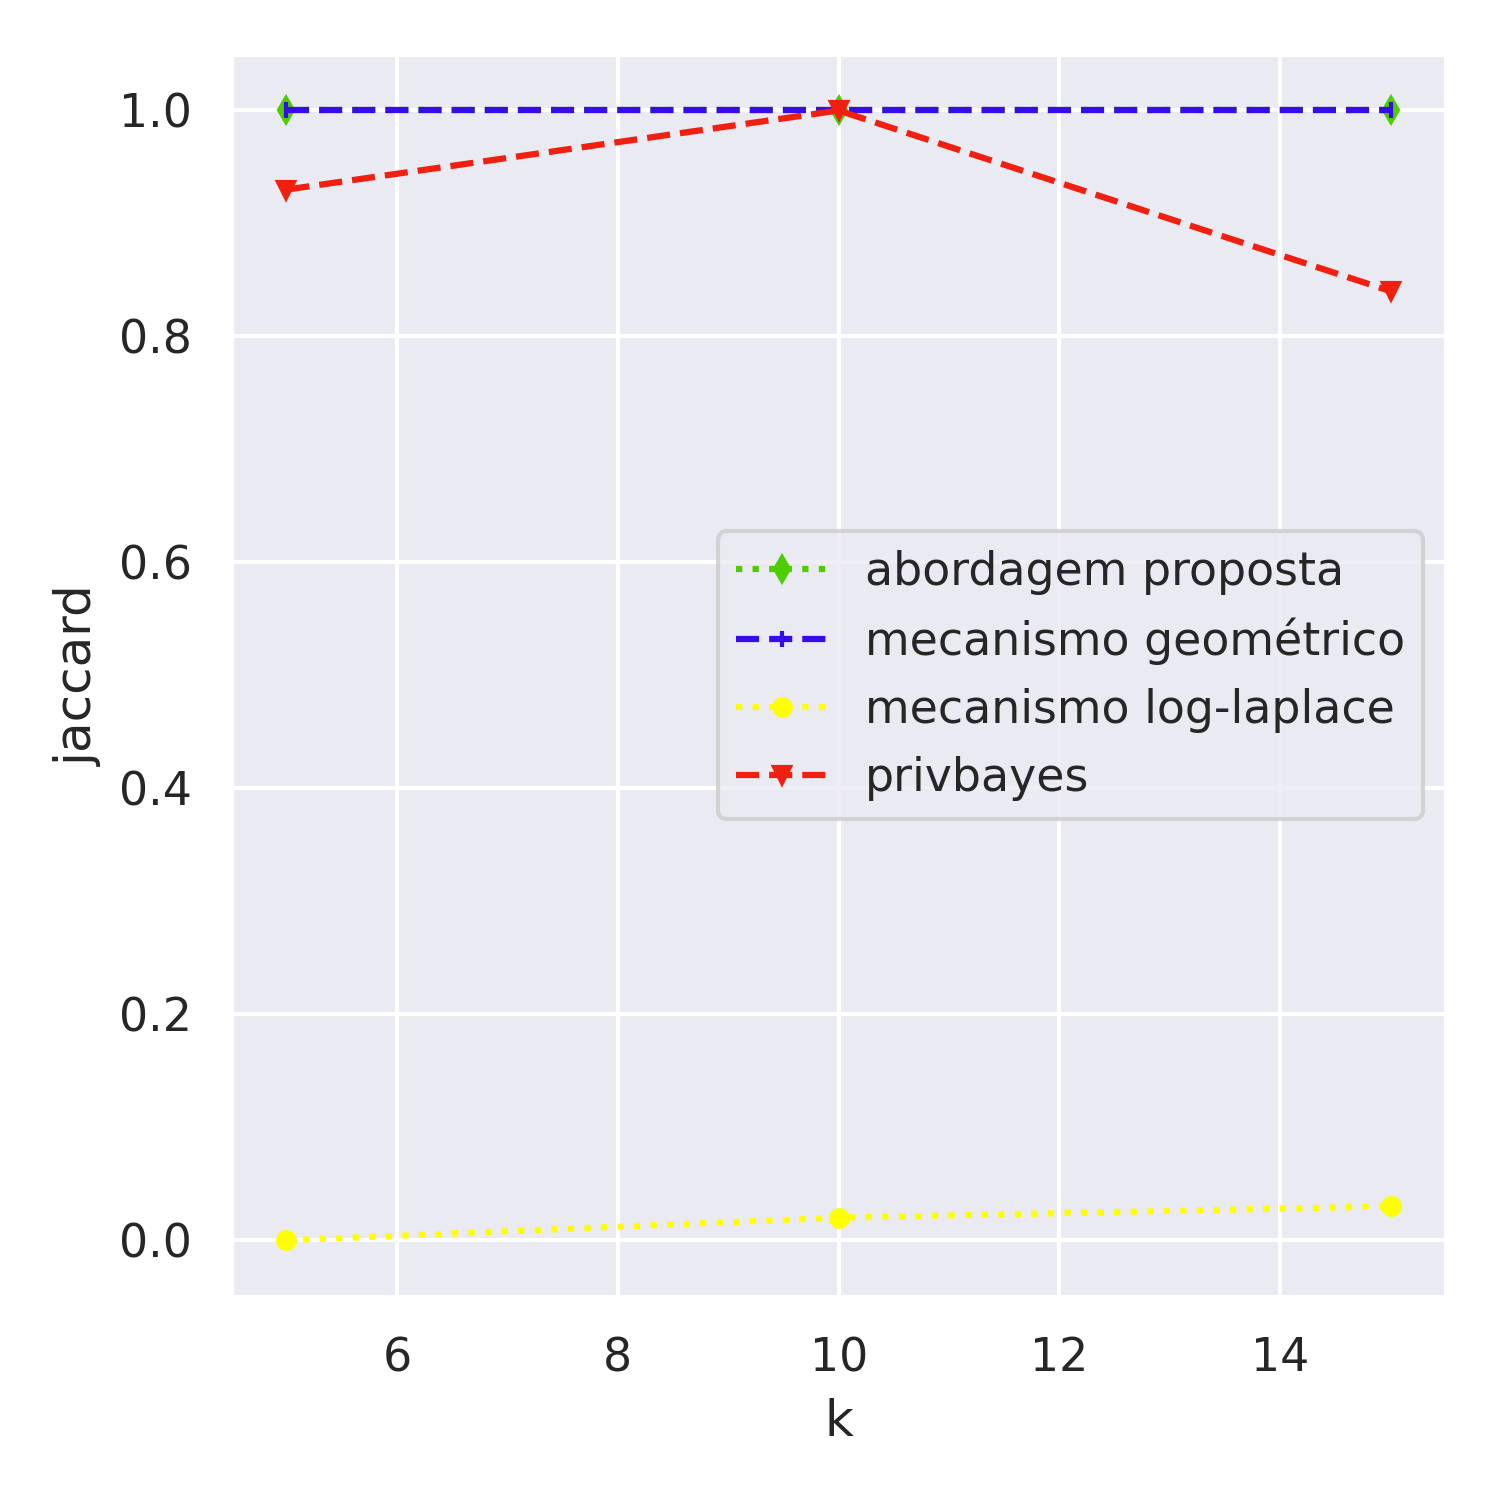 1.0
0.8
0.6
0.4
0.2
0.0
jaccard
abordagem proposta
mecanismo geométrico
mecanismo log-laplace
privbayes
6 8 10 12 14
k